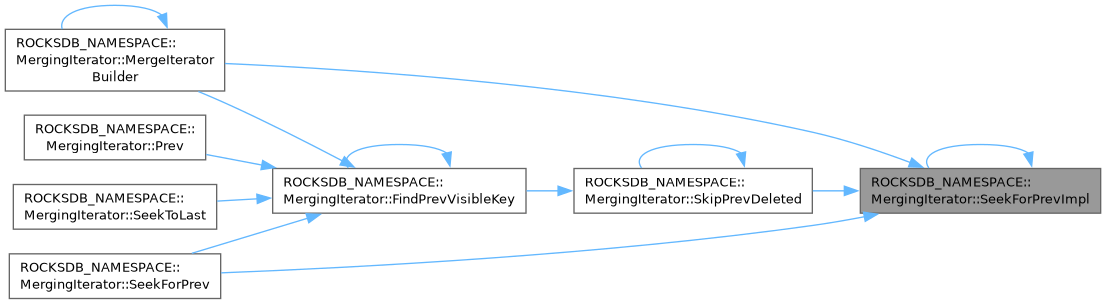 ROCKSDB_NAMESPACE::
MergingIterator::MergeIterator
Builder
ROCKSDB_NAMESPACE::
MergingIterator::Prev
ROCKSDB_NAMESPACE::
MergingIterator::SeekToLast
ROCKSDB_NAMESPACE::
MergingIterator::SeekForPrev
ROCKSDB_NAMESPACE::
MergingIterator::FindPrevVisibleKey
ROCKSDB_NAMESPACE::
MergingIterator::SkipPrevDeleted
ROCKSDB_NAMESPACE::
MergingIterator::SeekForPrevImpl